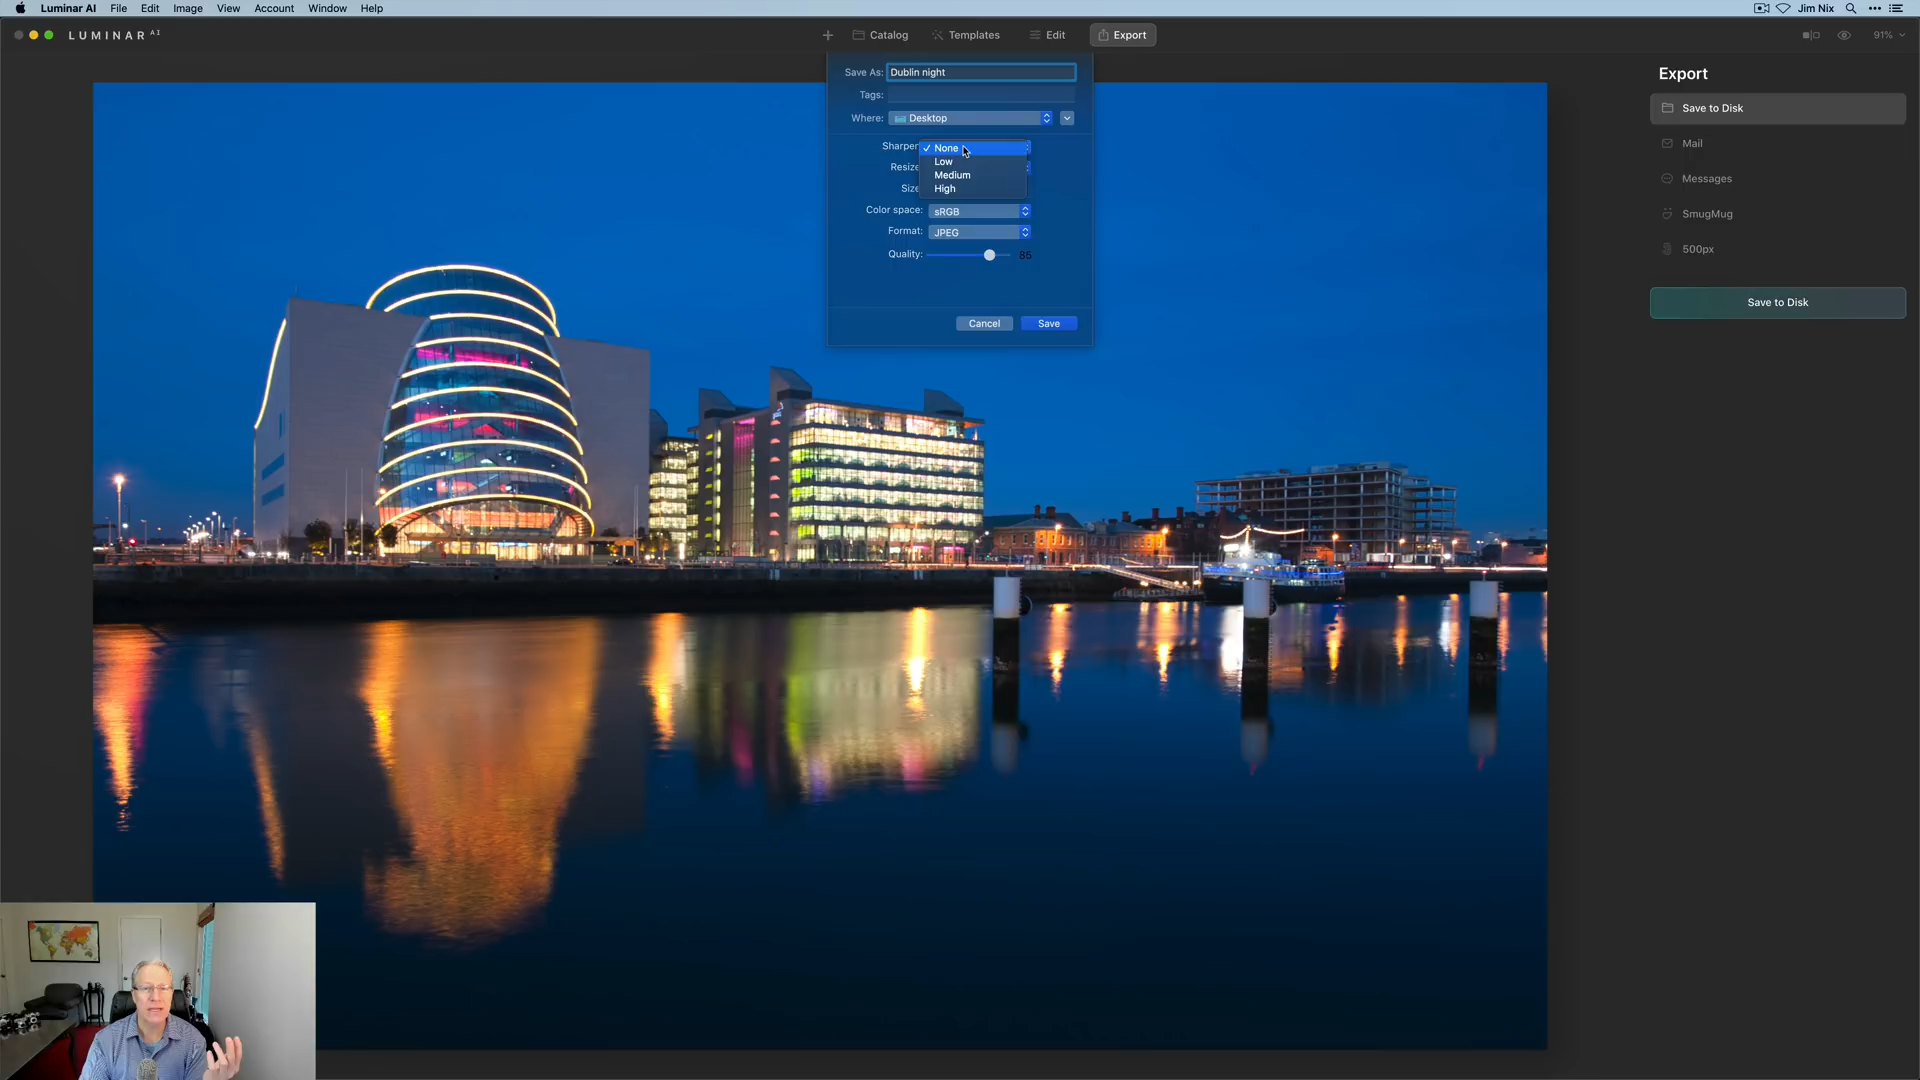 Luminar AI File Edit Image View Account Window Help Jim Nix
LUMINAR AI + Catalog Templates Edit Export 91%
Save As: Dublin night
Tags:
Where: Desktop
Sharpen
✓ None
Low
Resize
Medium
Size
High
Color space: sRGB
Format: JPEG
Quality: 85
Cancel Save
Export
Save to Disk
Mail
Messages
SmugMug
500px
Save to Disk